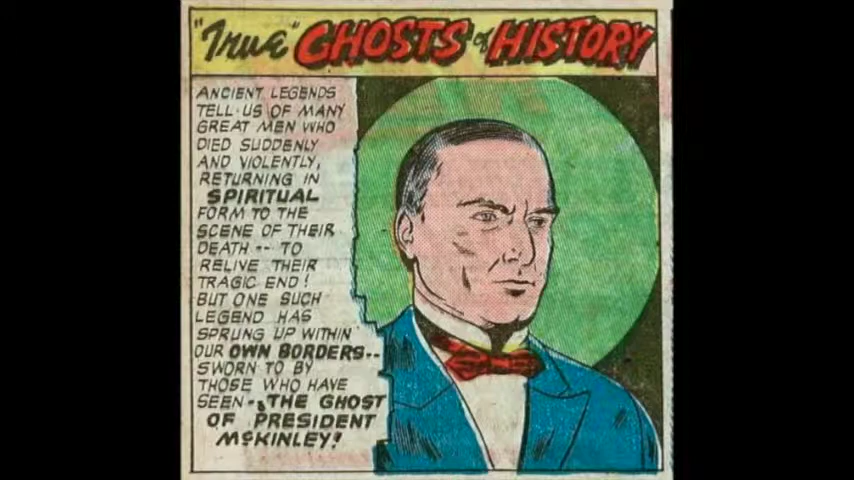 "True" GHOSTS of HISTORY
ANCIENT LEGENDS
TELL US OF MANY
GREAT MEN WHO
DIED SUDDENLY
AND VIOLENTLY,
RETURNING IN
SPIRITUAL
FORM TO THE
SCENE OF THEIR
DEATH -- TO
RELIVE THEIR
TRAGIC END!
BUT ONE SUCH
LEGEND HAS
SPRUNG UP WITHIN
OUR OWN BORDERS--
SWORN TO BY
THOSE WHO HAVE
SEEN -- THE GHOST
OF PRESIDENT
McKINLEY!